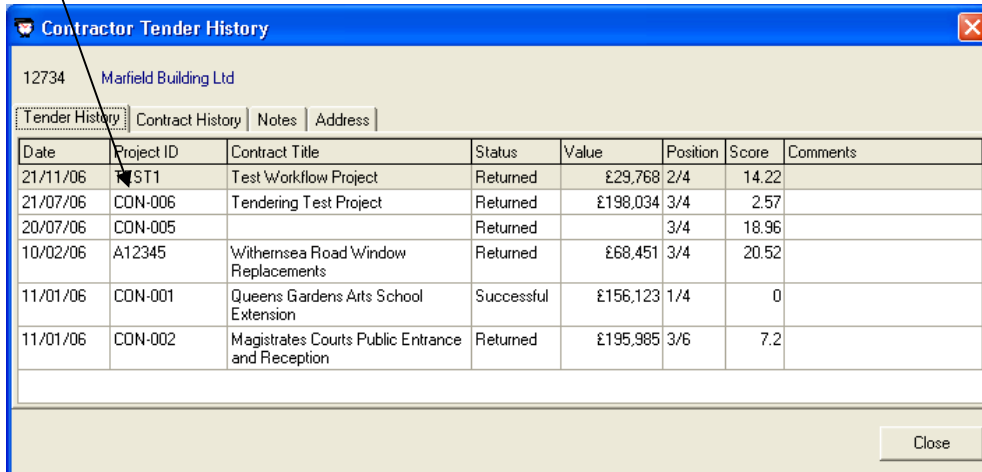 Contractor Tender History
12734 Marfield Building Ltd
Tender History Contract History Notes Address
Date Project ID Contract Title Status Value Position Score Comments
21/11/06 TEST1 Test Workflow Project Returned £29,768 2/4 14.22
21/07/06 CON-006 Tendering Test Project Returned £198,034 3/4 2.57
20/07/06 CON-005 Returned 3/4 18.96
10/02/06 A12345 Withernsea Road Window Returned £68,451 3/4 20.52
Replacements
11/01/06 CON-001 Queens Gardens Arts School Successful £156,123 1/4 0
Extension
11/01/06 CON-002 Magistrates Courts Public Entrance Returned £195,985 3/6 7.2
and Reception
Close